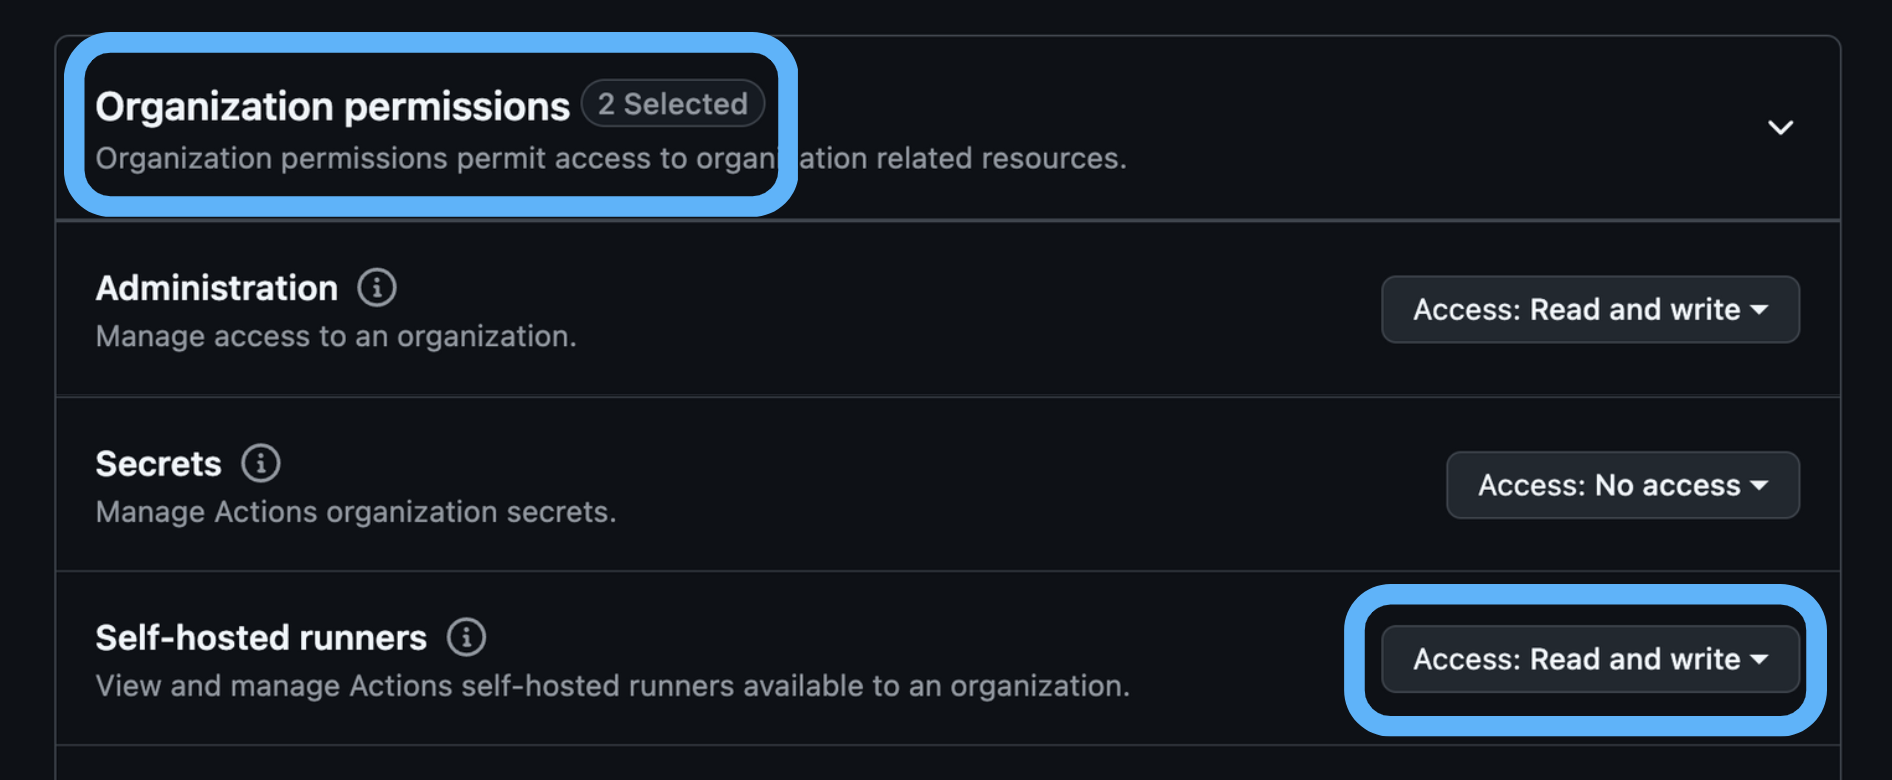 Organization permissions 2 Selected
Organization permissions permit access to organi ation related resources.
Administration
Manage access to an organization.
Access: Read and write
Secrets
Manage Actions organization secrets.
Access: No access
Self-hosted runners
View and manage Actions self-hosted runners available to an organization.
Access: Read and write